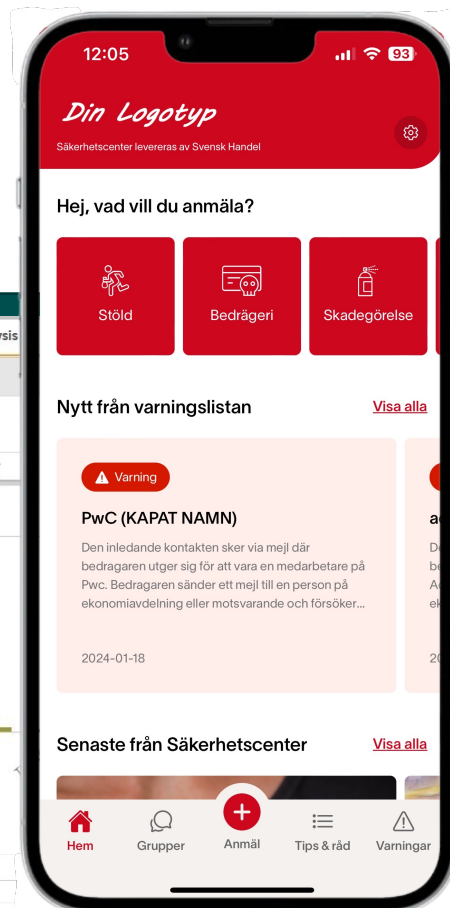 12:05
93
Din Logotyp
Säkerhetscenter levereras av Svensk Handel
Hej, vad vill du anmäla?
Stöld
Bedrägeri
Skadegörelse
Nytt från varningslistan
Visa alla
Varning
PwC (KAPAT NAMN)
Den inledande kontakten sker via mejl där
bedragaren utger sig för att vara en medarbetare på
Pwc. Bedragaren sänder ett mejl till en person på
ekonomiavdelning eller motsvarande och försöker...
2024-01-18
Senaste från Säkerhetscenter
Visa alla
Hem
Grupper
Anmäl
Tips & råd
Varningar